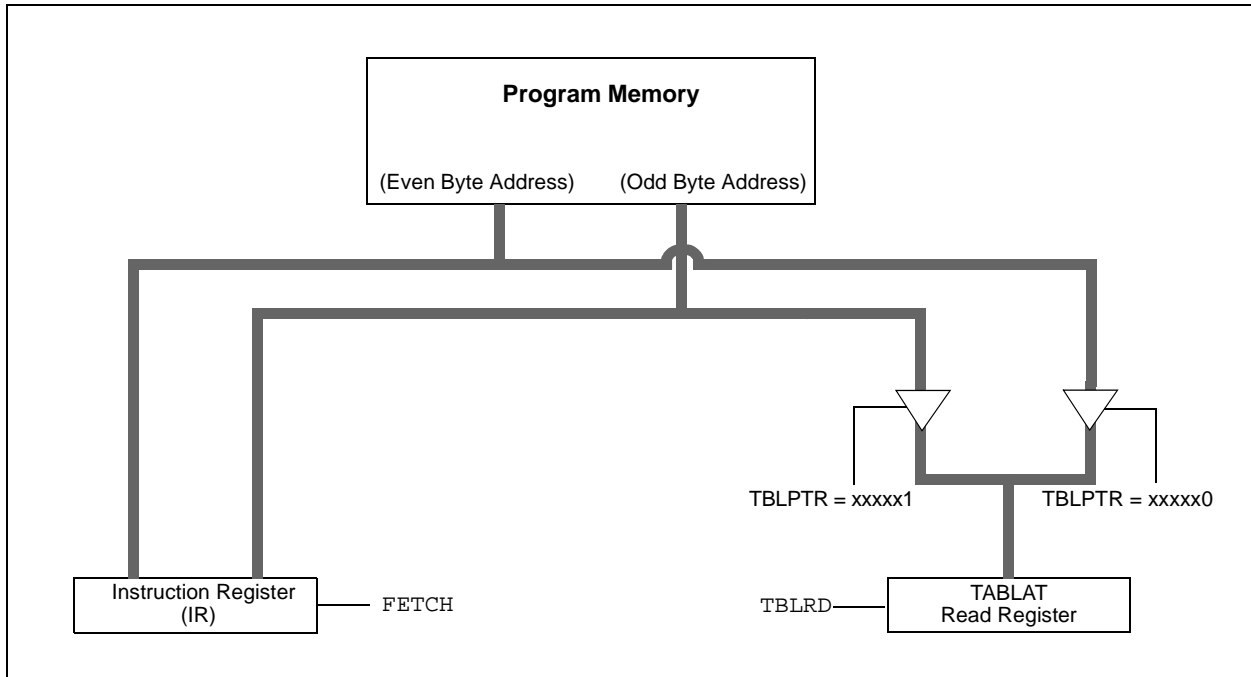 Program Memory
(Even Byte Address) (Odd Byte Address)
TBLPTR = xxxxx1 TBLPTR = xxxxx0
Instruction Register
(IR)
FETCH
TBLRD
TABLAT
Read Register